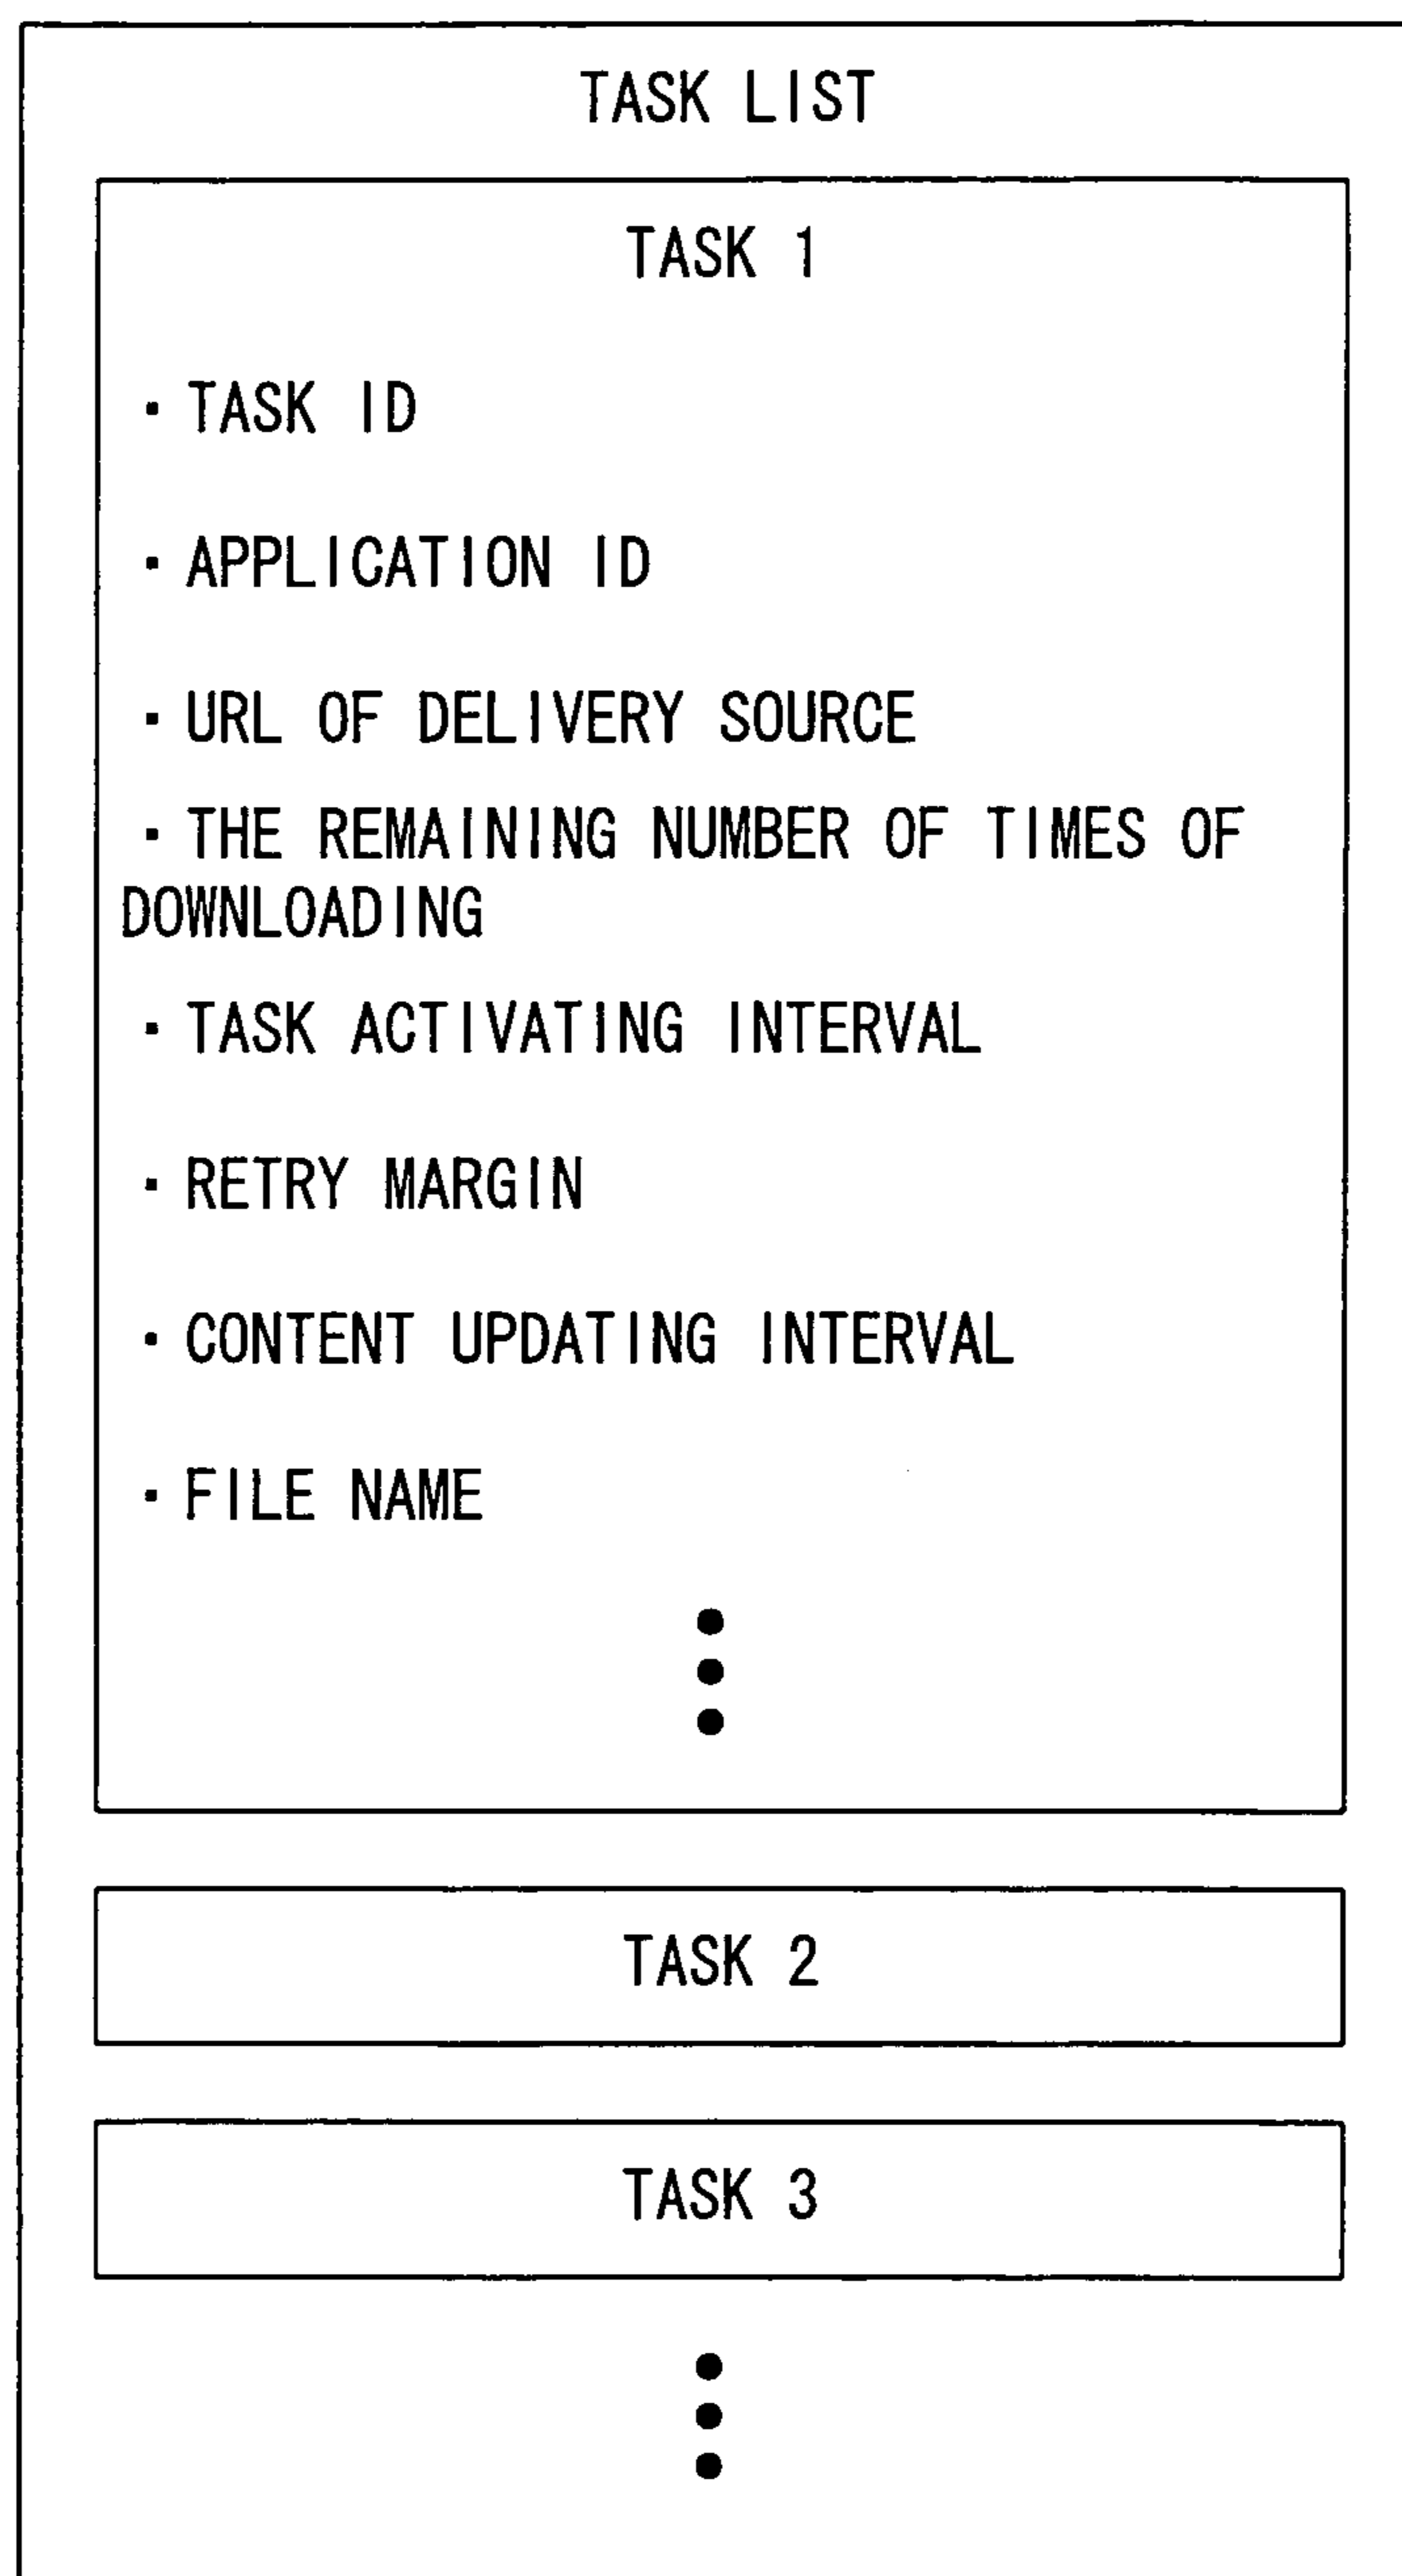 TASK LIST
TASK 1
・TASK ID
・APPLICATION ID
・URL OF DELIVERY SOURCE
・THE REMAINING NUMBER OF TIMES OF
DOWNLOADING
・TASK ACTIVATING INTERVAL
・RETRY MARGIN
・CONTENT UPDATING INTERVAL
・FILE NAME
TASK 2
TASK 3